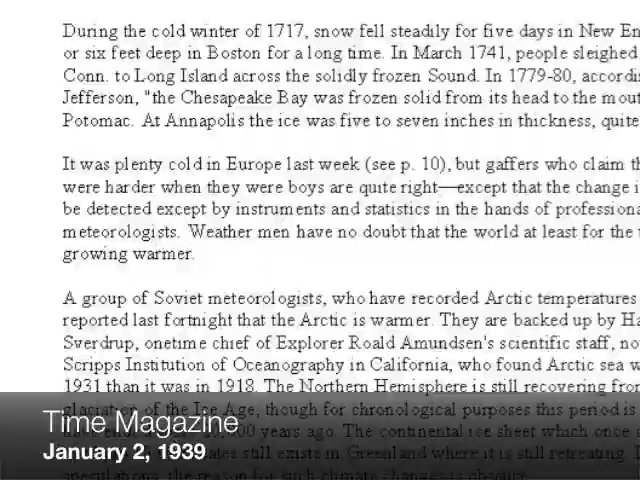 During the cold winter of 1717, snow fell steadily for five days in New En
or six feet deep in Boston for a long time. In March 1741, people sleighed
Conn. to Long Island across the solidly frozen Sound. In 1779-80, accordi
Jefferson, "the Chesapeake Bay was frozen solid from its head to the mou
Potomac. At Annapolis the ice was five to seven inches in thickness, quite
It was plenty cold in Europe last week (see p. 10), but gaffers who claim th
were harder when they were boys are quite right—except that the change i
be detected except by instruments and statistics in the hands of professiona
meteorologists. Weather men have no doubt that the world at least for the
growing warmer.
A group of Soviet meteorologists, who have recorded Arctic temperatures
reported last fortnight that the Arctic is warmer. They are backed up by Ha
Sverdrup, onetime chief of Explorer Roald Amundsen's scientific staff, no
Scripps Institution of Oceanography in California, who found Arctic sea w
1931 than it was in 1918. The Northern Hemisphere is still recovering fro
glaciation of the Ice Age, though for chronological purposes this period is
years ago. The continental ice sheet which once
still exists in Greenland where it is still retreating.
speculations, the reason for such climate changes is obscure.
Time Magazine
January 2, 1939